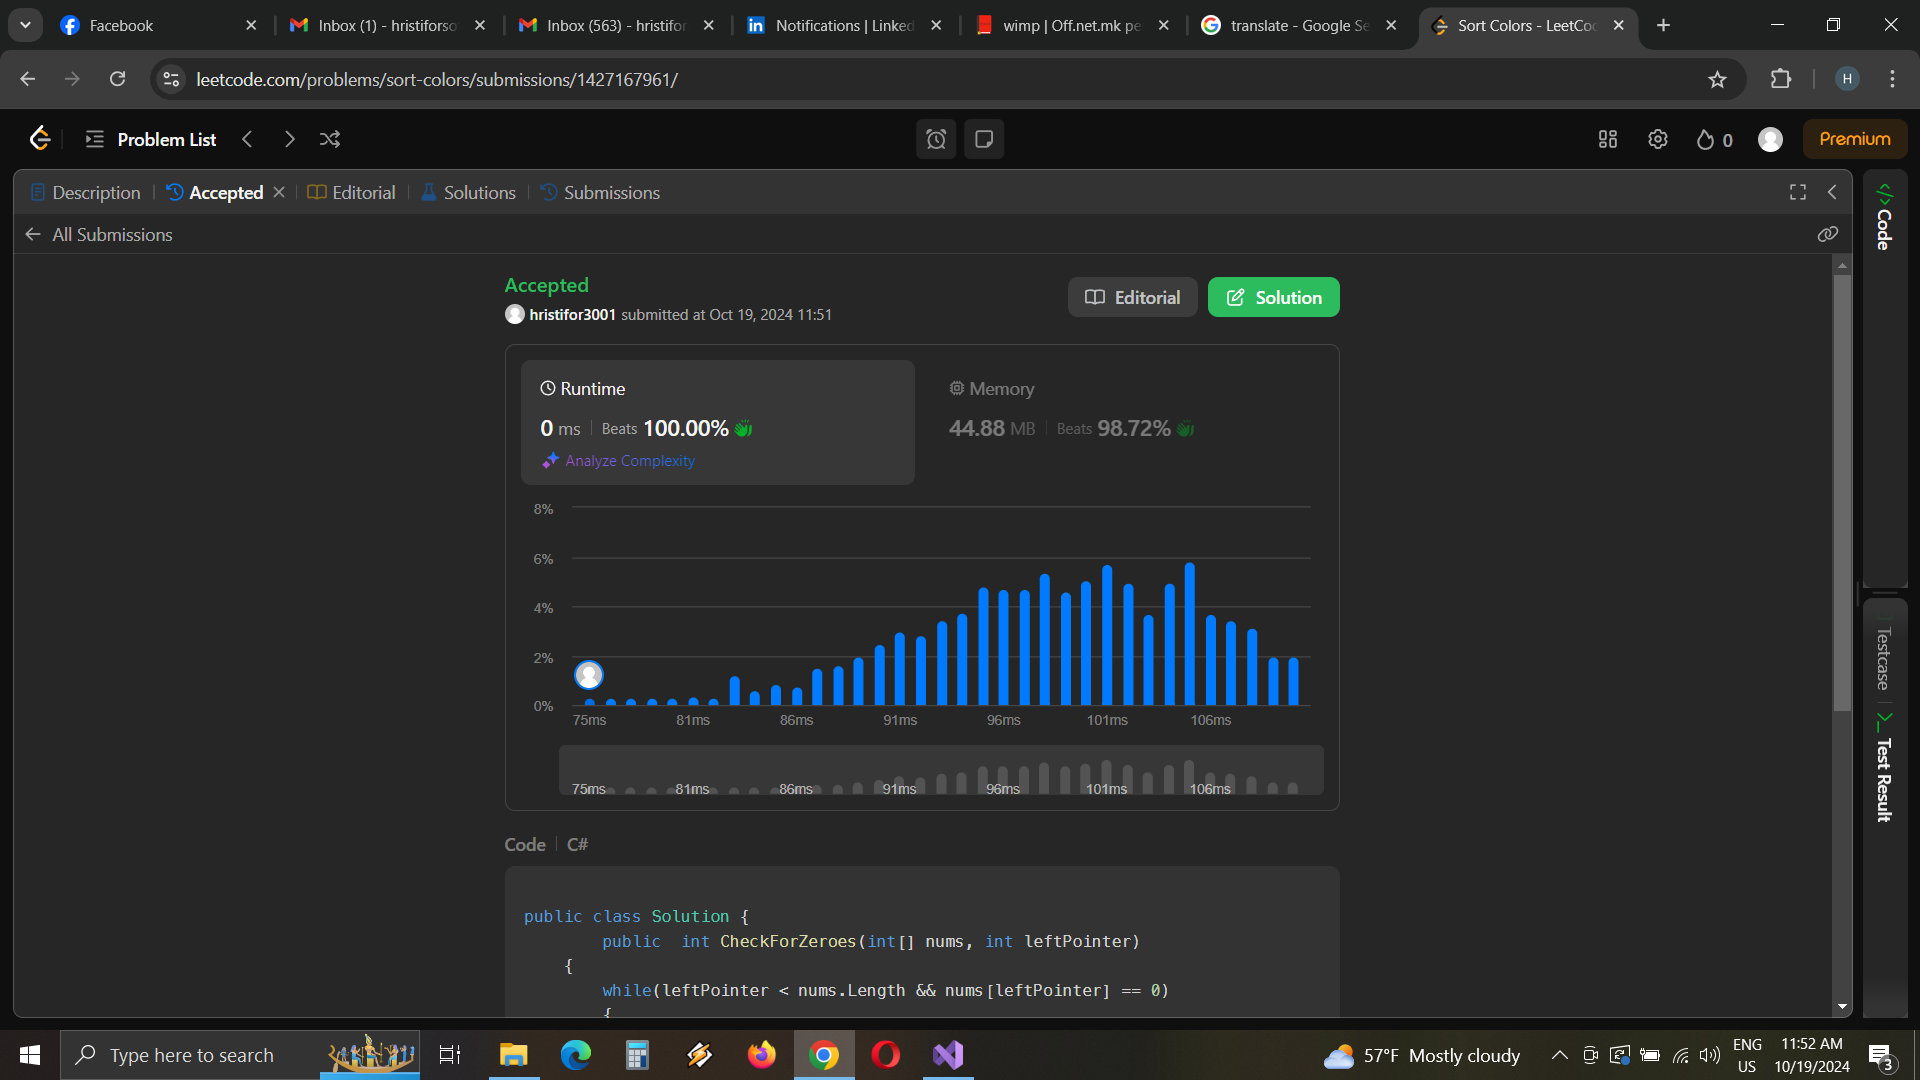 Facebook
Inbox (1) - hristiforso
Inbox (563) - hristifor
Notifications | Linked
wimp | Off.net.mk ре
translate - Google Se
Sort Colors - LeetCoc
leetcode.com/problems/sort-colors/submissions/1427167961/
H
Problem List
0
Premium
Description
Accepted
Editorial
Solutions
Submissions
All Submissions
Code
Accepted
hristifor3001 submitted at Oct 19, 2024 11:51
Editorial
Solution
Runtime
0 ms | Beats 100.00%
Analyze Complexity
Memory
44.88 MB | Beats 98.72%
8%
6%
4%
2%
0%
75ms 81ms 86ms 91ms 96ms 101ms 106ms
75ms 81ms 86ms 91ms 96ms 101ms 106ms
Testcase
Test Result
Code | C#
public class Solution {
public  int CheckForZeroes(int[] nums, int leftPointer)
{
while(leftPointer < nums.Length && nums[leftPointer] == 0)
{
Type here to search
57°F Mostly cloudy
ENG
US
11:52 AM
10/19/2024
3